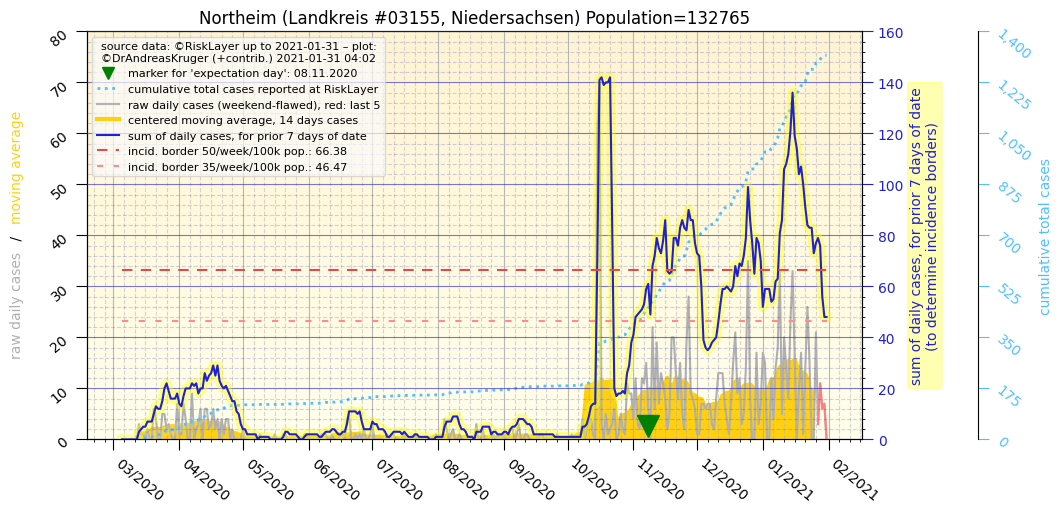 Northeim (Landkreis #03155, Niedersachsen) Population=132765
source data: ©RiskLayer up to 2021-01-31 – plot:
©DrAndreasKruger (+contrib.) 2021-01-31 04:02
marker for 'expectation day': 08.11.2020
cumulative total cases reported at RiskLayer
raw daily cases (weekend-flawed), red: last 5
centered moving average, 14 days cases
sum of daily cases, for prior 7 days of date
incid. border 50/week/100k pop.: 66.38
incid. border 35/week/100k pop.: 46.47
raw daily cases / moving average
80
70
60
50
40
30
20
10
0
160
140
120
100
80
60
40
20
0
sum of daily cases, for prior 7 days of date
(to determine incidence borders)
1,400
1,225
1,050
875
700
525
350
175
0
cumulative total cases
03/2020
04/2020
05/2020
06/2020
07/2020
08/2020
09/2020
10/2020
11/2020
12/2020
01/2021
02/2021